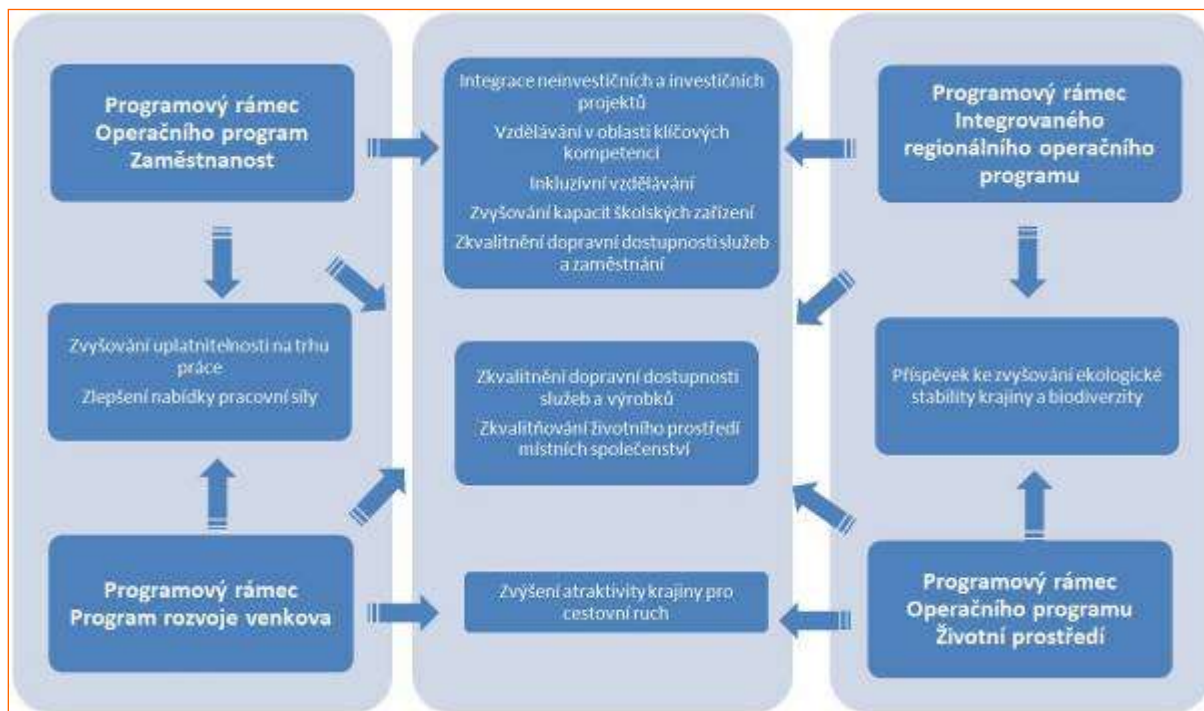 Programový rámec
Operačního program
Zaměstnanost
Zvyšování uplatnitelnosti na trhu
práce
Zlepšení nabídky pracovní síly
Programový rámec
Program rozvoje venkova
Integrace neinvestičních a investičních
projektů
Vzdělávání v oblasti klíčových
kompetencí
Inkluzívní vzdělávání
Zvyšování kapacit školských zařízení
Zkvalitnění dopravní dostupnosti služeb
a zaměstnání
Zkvalitnění dopravní dostupnosti
služeb a výrobků
Zkvalitňování životního prostředí
místních společenství
Zvýšení atraktivity krajiny pro
cestovní ruch
Programový rámec
Integrovaného
regionálního operačního
programu
Příspěvek ke zvyšování ekologické
stability krajiny a biodiverzity
Programový rámec
Operačního programu
Životní prostředí